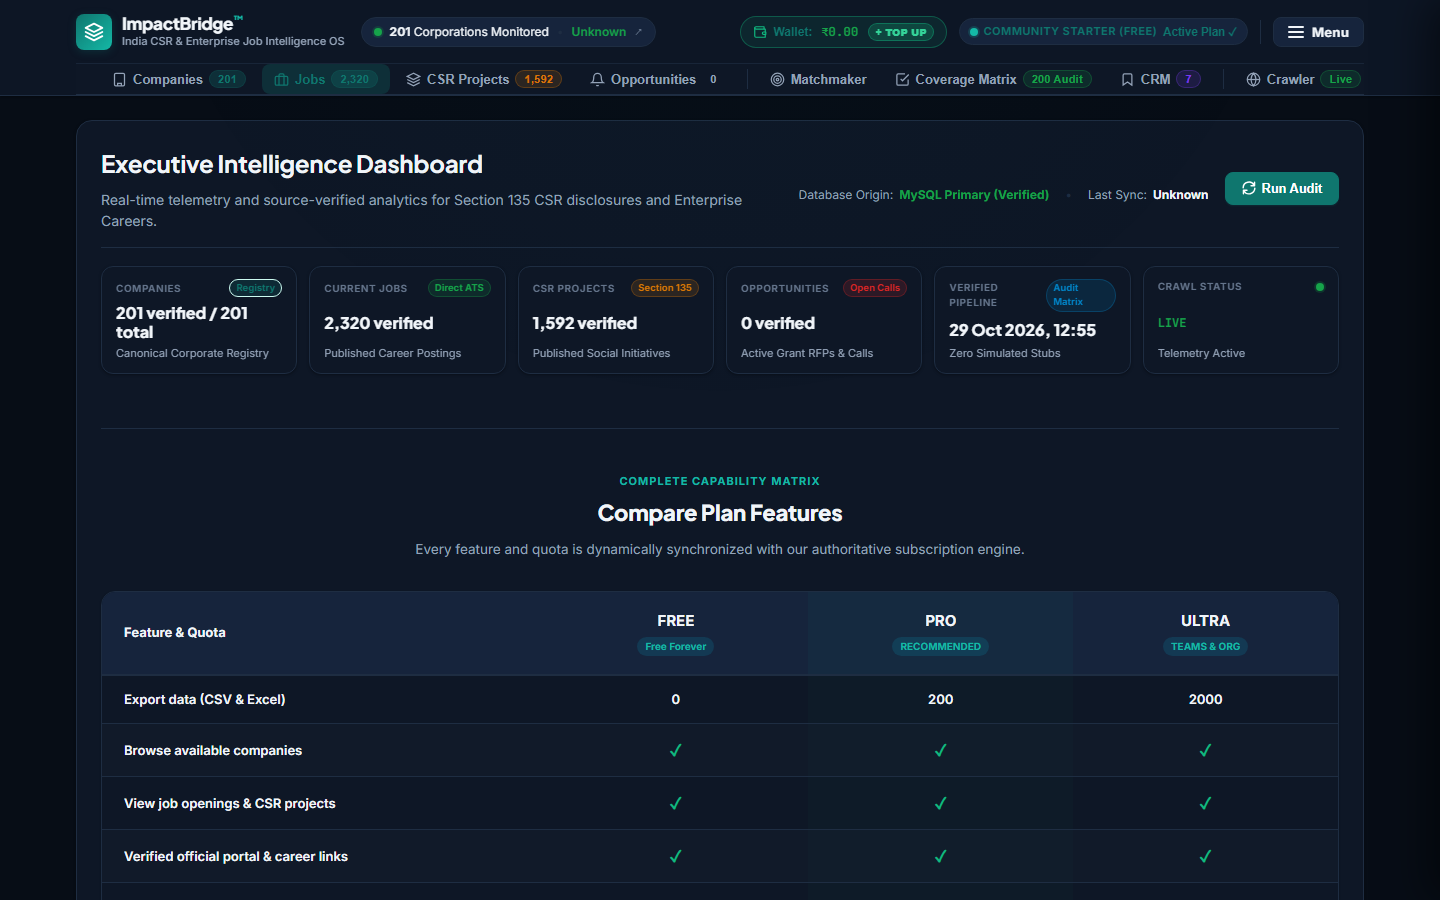 ImpactBridge™
India CSR & Enterprise Job Intelligence OS
201 Corporations Monitored · Unknown ↗
Wallet: ₹0.00 + TOP UP
COMMUNITY STARTER (FREE) Active Plan ✓
Menu
Companies 201
Jobs 2,320
CSR Projects 1,592
Opportunities 0
Matchmaker
Coverage Matrix 200 Audit
CRM 7
Crawler Live
Executive Intelligence Dashboard
Real-time telemetry and source-verified analytics for Section 135 CSR disclosures and Enterprise
Careers.
Database Origin: MySQL Primary (Verified) · Last Sync: Unknown
Run Audit
COMPANIES Registry
201 verified / 201
total
Canonical Corporate Registry
CURRENT JOBS Direct ATS
2,320 verified
Published Career Postings
CSR PROJECTS Section 135
1,592 verified
Published Social Initiatives
OPPORTUNITIES Open Calls
0 verified
Active Grant RFPs & Calls
VERIFIED
PIPELINE
Audit
Matrix
29 Oct 2026, 12:55
Zero Simulated Stubs
CRAWL STATUS
LIVE
Telemetry Active
COMPLETE CAPABILITY MATRIX
Compare Plan Features
Every feature and quota is dynamically synchronized with our authoritative subscription engine.
Feature & Quota
FREE
Free Forever
PRO
RECOMMENDED
ULTRA
TEAMS & ORG
Export data (CSV & Excel) 0 200 2000
Browse available companies ✓ ✓ ✓
View job openings & CSR projects ✓ ✓ ✓
Verified official portal & career links ✓ ✓ ✓